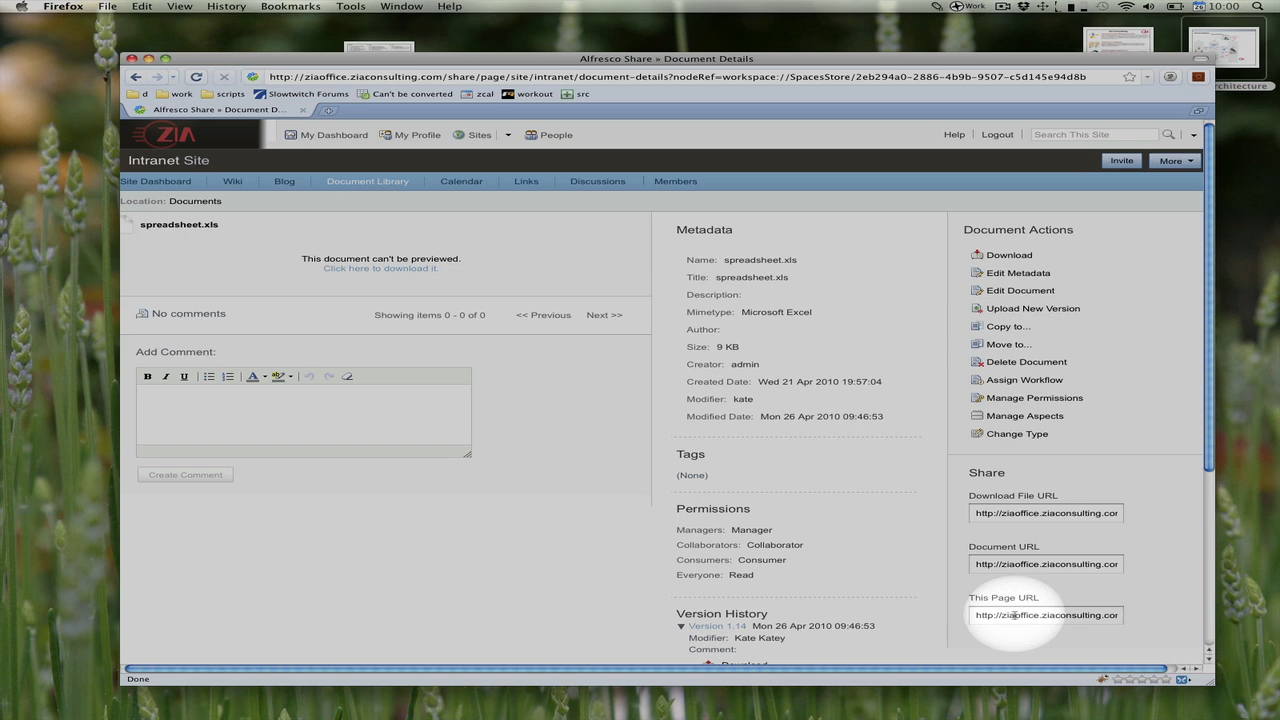 Firefox File Edit View History Bookmarks Tools Window Help
Work 26 10:00
Alfresco Share » Document Details
http://ziaoffice.ziaconsulting.com/share/page/site/intranet/document-details?nodeRef=workspace://SpacesStore/2eb294a0-2886-4b9b-9507-c5d145e94d8b
rchitecture
d work scripts Slowtwitch Forums Can't be converted zcal workout src
Alfresco Share » Document D...
ZIA My Dashboard My Profile Sites People Help Logout Search This Site
Intranet Site Invite More
Site Dashboard Wiki Blog Document Library Calendar Links Discussions Members
Location: Documents
spreadsheet.xls
This document can't be previewed.
Click here to download it.
No comments Showing items 0 - 0 of 0 << Previous Next >>
Add Comment:
B I U A ab
Create Comment
Metadata
Name: spreadsheet.xls
Title: spreadsheet.xls
Description:
Mimetype: Microsoft Excel
Author:
Size: 9 KB
Creator: admin
Created Date: Wed 21 Apr 2010 19:57:04
Modifier: kate
Modified Date: Mon 26 Apr 2010 09:46:53
Tags
(None)
Permissions
Managers: Manager
Collaborators: Collaborator
Consumers: Consumer
Everyone: Read
Version History
Version 1.14 Mon 26 Apr 2010 09:46:53
Modifier: Kate Katey
Comment:
Download
Document Actions
Download
Edit Metadata
Edit Document
Upload New Version
Copy to...
Move to...
Delete Document
Assign Workflow
Manage Permissions
Manage Aspects
Change Type
Share
Download File URL
http://ziaoffice.ziaconsulting.cor
Document URL
http://ziaoffice.ziaconsulting.cor
This Page URL
http://ziaoffice.ziaconsulting.cor
Done